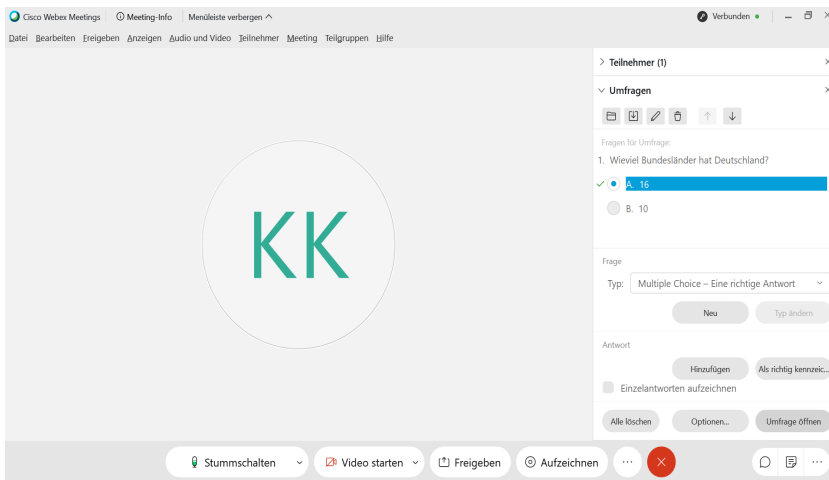 Cisco Webex Meetings Meeting-Info Menüleiste verbergen Verbunden
Datei Bearbeiten Freigeben Anzeigen Audio und Video Teilnehmer Meeting Teilgruppen Hilfe
Teilnehmer (1)
Umfragen
Fragen für Umfrage:
1. Wieviel Bundesländer hat Deutschland?
A. 16
B. 10
KK
Frage
Typ: Multiple Choice – Eine richtige Antwort
Neu Typ ändern
Antwort
Hinzufügen Als richtig kennzeic...
Einzelantworten aufzeichnen
Alle löschen Optionen... Umfrage öffnen
Stummschalten Video starten Freigeben Aufzeichnen